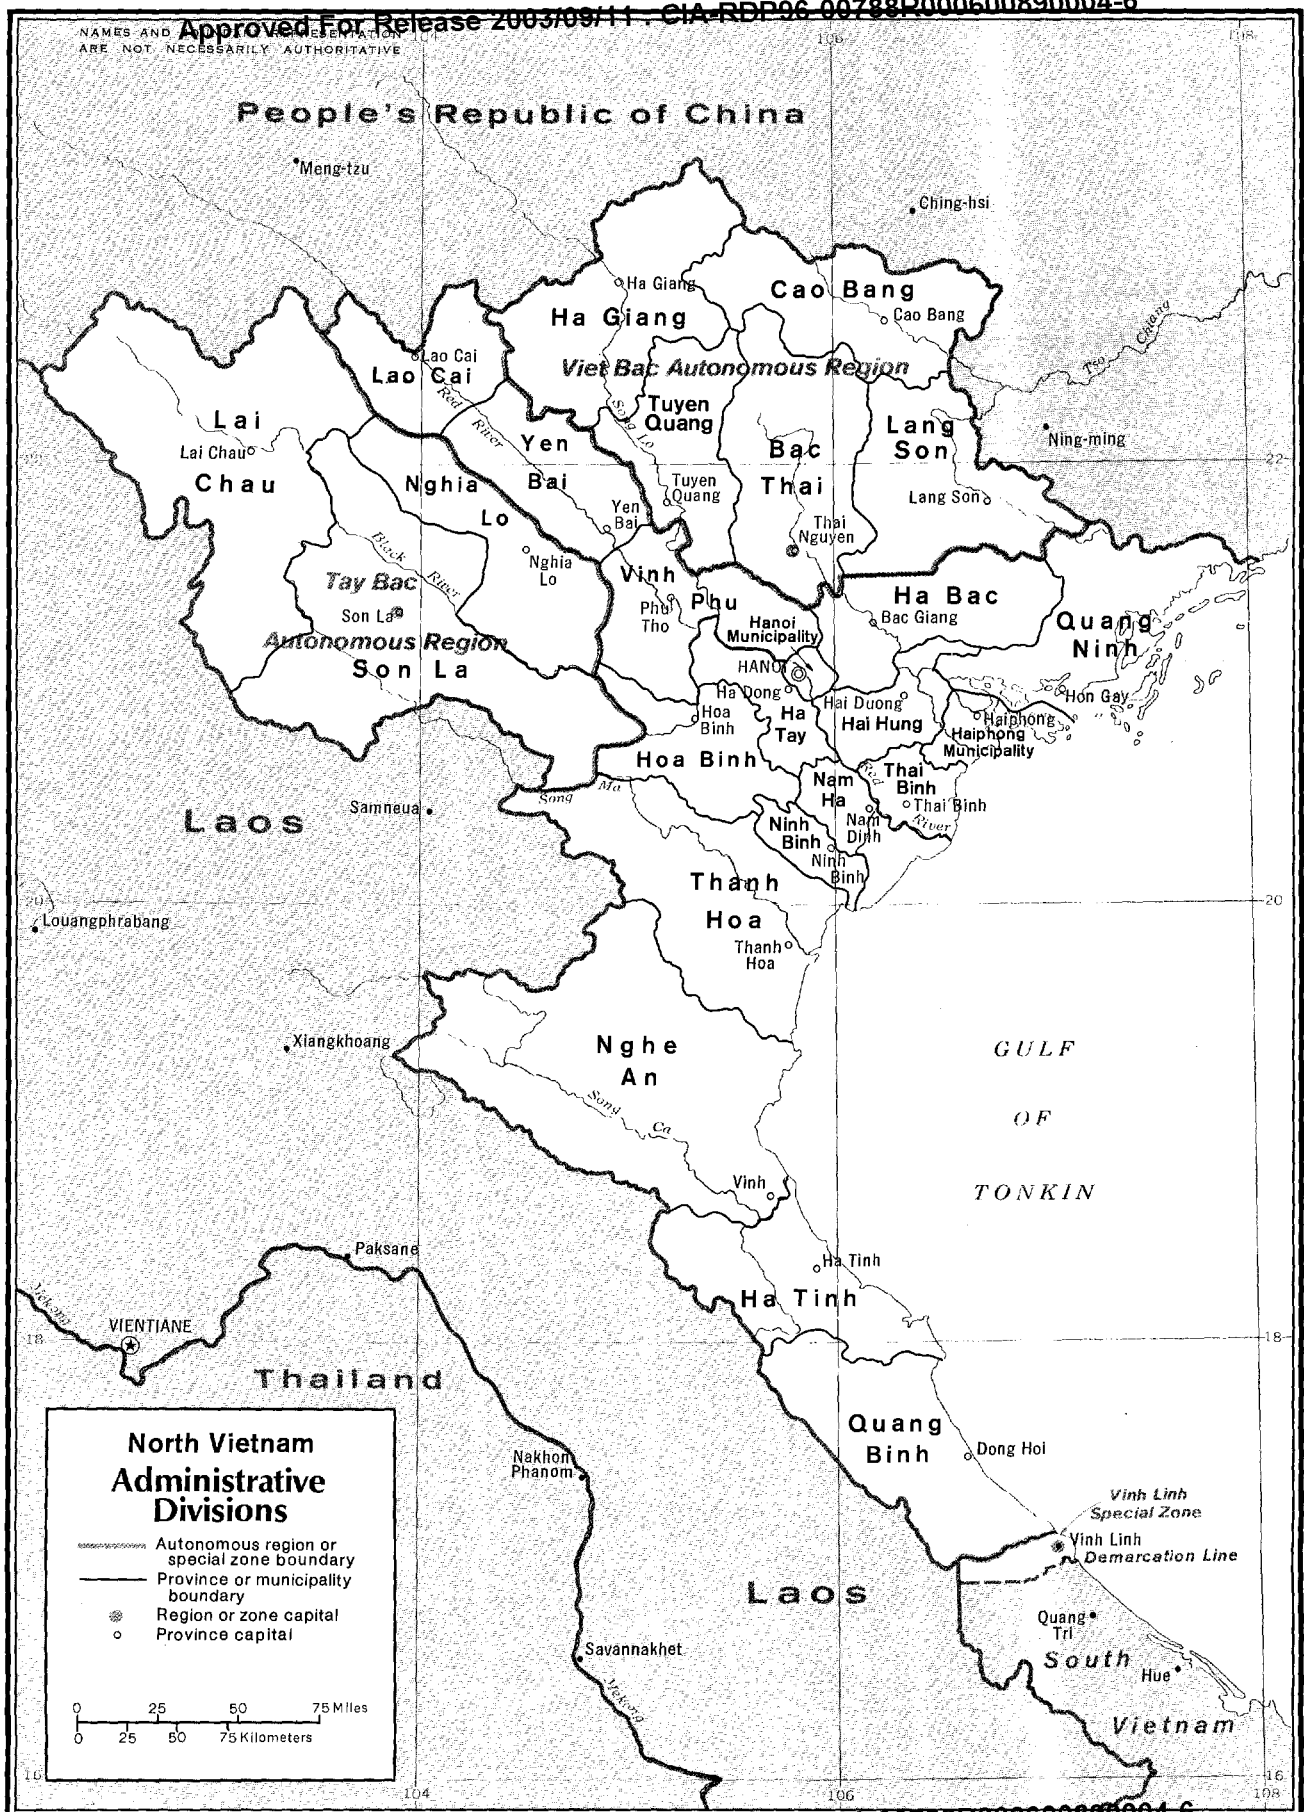 Approved For Release 2003/09/11 : CIA-RDP96-00788R000600890004-6
NAMES AND BOUNDARY REPRESENTATION
ARE NOT NECESSARILY AUTHORITATIVE
106
108
People's Republic of China
Meng-tzu
Ching-hsi
Ha Giang
Cao Bang
Ha Giang
Cao Bang
Tso Chiang
Lao Cai
Lao Cai
Viet Bac Autonomous Region
Red River
Song Lo
Tuyen
Quang
Lai
Chau
Lai Chau
Yen
Bai
Bac
Thai
Lang
Son
Ning-ming
22
Nghia
Lo
Tuyen
Quang
Lang Son
Yen
Bai
Thai
Nguyen
Black River
Nghia
Lo
Tay Bac
Autonomous Region
Son La
Son La
Vinh
Phu
Phu
Tho
Ha Bac
Bac Giang
Quang
Ninh
Hanoi
Municipality
HANOI
Ha Dong
Hai Duong
Hon Gay
Hoa
Binh
Ha
Tay
Hai Hung
Haiphong
Haiphong
Municipality
Hoa Binh
Red
River
Thai
Binh
Thai Binh
Nam
Ha
Nam
Dinh
Song Ma
Samneua
Laos
Ninh
Binh
Ninh
Binh
Thanh
Hoa
Thanh
Hoa
20
20
Louangphrabang
Xiangkhoang
Nghe
An
GULF
OF
TONKIN
Song Ca
Vinh
Paksane
Ha Tinh
Ha Tinh
Mekong
VIENTIANE
18
18
Thailand
Quang
Binh
Dong Hoi
Nakhon
Phanom
Vinh Linh
Special Zone
Vinh Linh
Demarcation Line
Laos
Quang
Tri
South
Vietnam
Hue
Savannakhet
Mekong
North Vietnam
Administrative
Divisions
Autonomous region or
special zone boundary
Province or municipality
boundary
Region or zone capital
Province capital
0 25 50 75 Miles
0 25 50 75 Kilometers
16
104
106
16
108